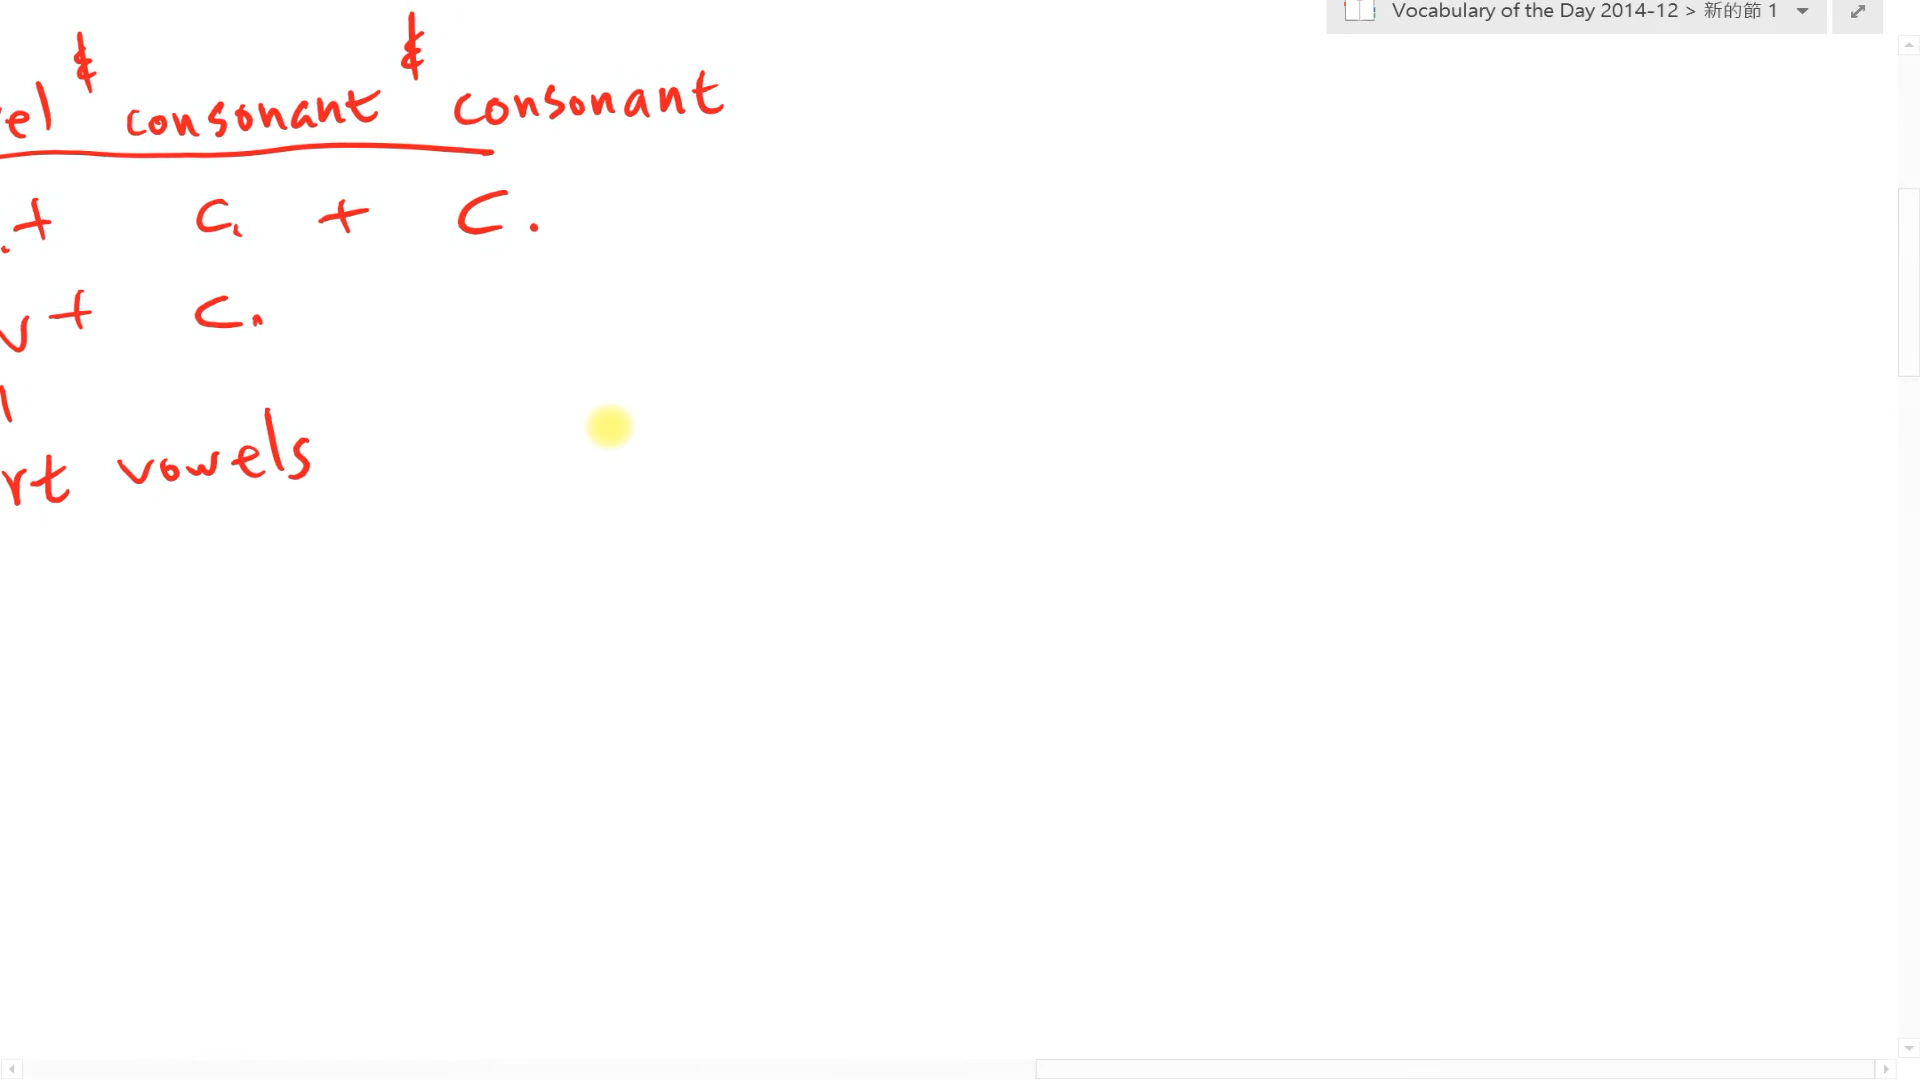 Vocabulary of the Day 2014-12 > 新的節 1
& &
el consonant consonant
+ C. + C.
v + C.
rt vowels